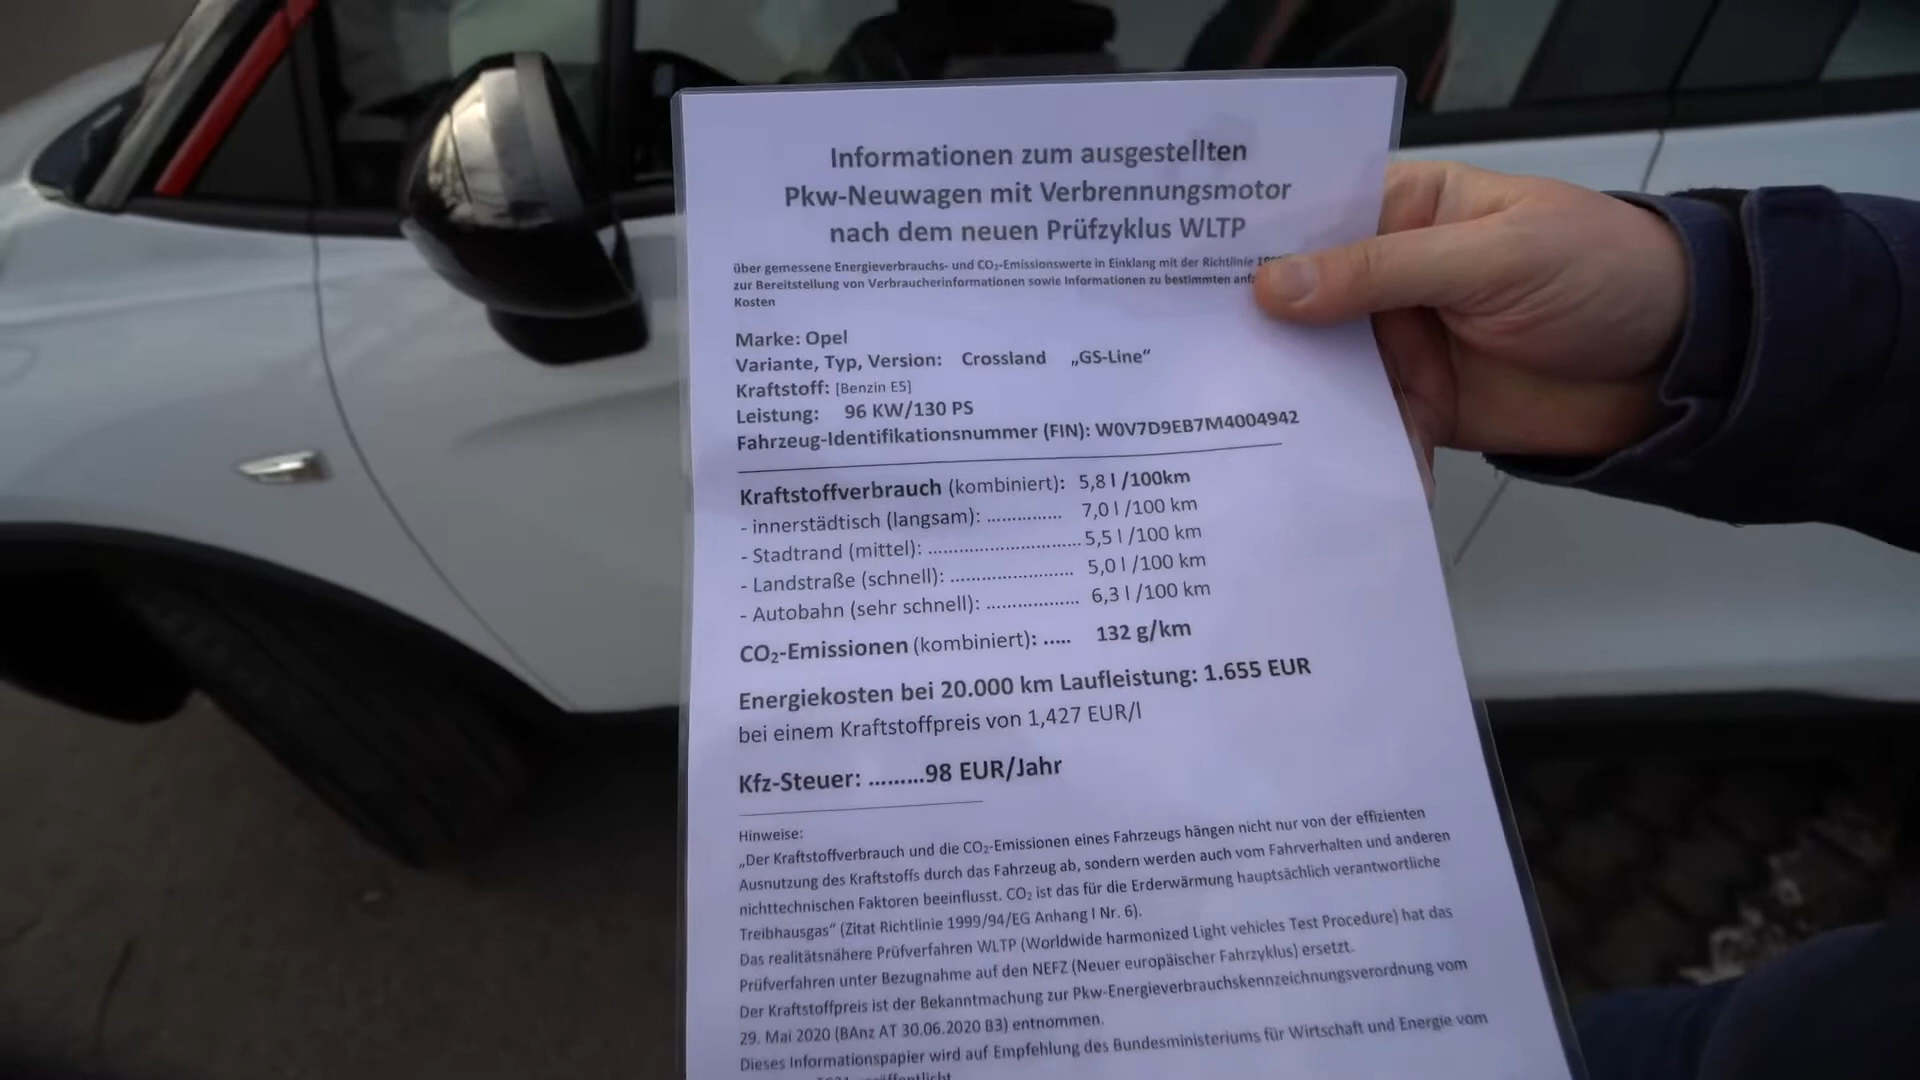 Informationen zum ausgestellten
Pkw-Neuwagen mit Verbrennungsmotor
nach dem neuen Prüfzyklus WLTP
über gemessene Energieverbrauchs- und CO₂-Emissionswerte in Einklang mit der Richtlinie
zur Bereitstellung von Verbraucherinformationen sowie Informationen zu bestimmten
Kosten
Marke: Opel
Variante, Typ, Version: Crossland „GS-Line“
Kraftstoff: [Benzin E5]
Leistung: 96 KW/130 PS
Fahrzeug-Identifikationsnummer (FIN): W0V7D9EB7M4004942
Kraftstoffverbrauch (kombiniert): 5,8 l /100km
- innerstädtisch (langsam): .............. 7,0 l /100 km
- Stadtrand (mittel): ............................ 5,5 l /100 km
- Landstraße (schnell): ....................... 5,0 l /100 km
- Autobahn (sehr schnell): ................. 6,3 l /100 km
CO₂-Emissionen (kombiniert): ..... 132 g/km
Energiekosten bei 20.000 km Laufleistung: 1.655 EUR
bei einem Kraftstoffpreis von 1,427 EUR/l
Kfz-Steuer: .........98 EUR/Jahr
Hinweise:
„Der Kraftstoffverbrauch und die CO₂-Emissionen eines Fahrzeugs hängen nicht nur von der effizienten
Ausnutzung des Kraftstoffs durch das Fahrzeug ab, sondern werden auch vom Fahrverhalten und anderen
nichttechnischen Faktoren beeinflusst. CO₂ ist das für die Erderwärmung hauptsächlich verantwortliche
Treibhausgas“ (Zitat Richtlinie 1999/94/EG Anhang I Nr. 6).
Das realitätsnähere Prüfverfahren WLTP (Worldwide harmonized Light vehicles Test Procedure) hat das
Prüfverfahren unter Bezugnahme auf den NEFZ (Neuer europäischer Fahrzyklus) ersetzt.
Der Kraftstoffpreis ist der Bekanntmachung zur Pkw-Energieverbrauchskennzeichnungsverordnung vom
29. Mai 2020 (BAnz AT 30.06.2020 B3) entnommen.
Dieses Informationspapier wird auf Empfehlung des Bundesministeriums für Wirtschaft und Energie vom